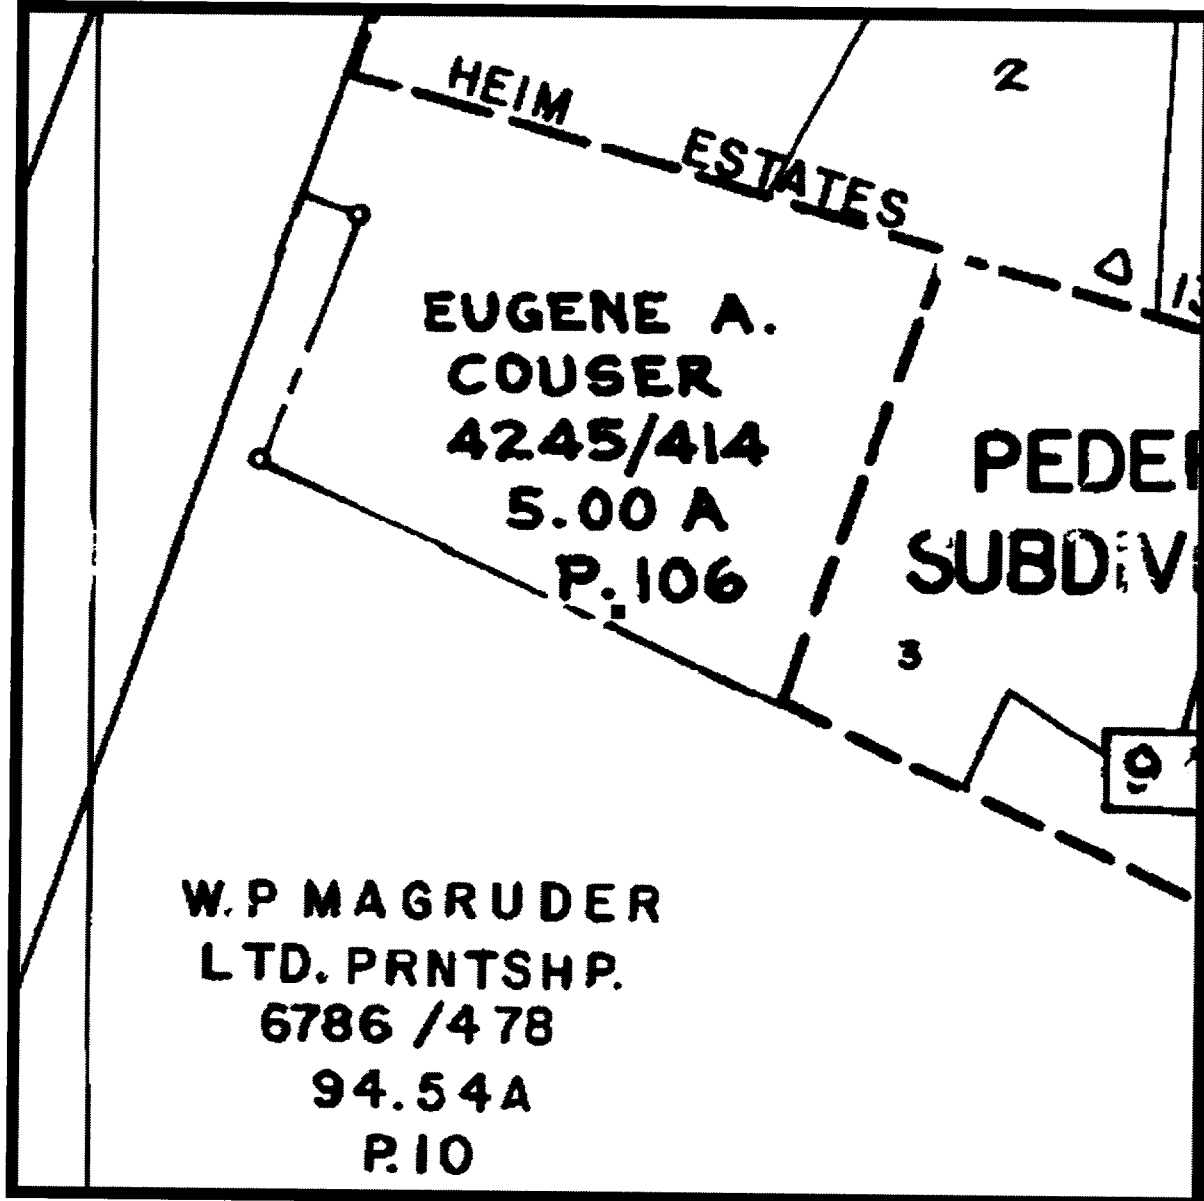 HEIM ESTATES
2
EUGENE A.
COUSER
4245/414
5.00 A
P. 106
SUBDIV
3
9
W. P MAGRUDER
LTD. PRNTSHP.
6786 /478
94.54A
P. 10